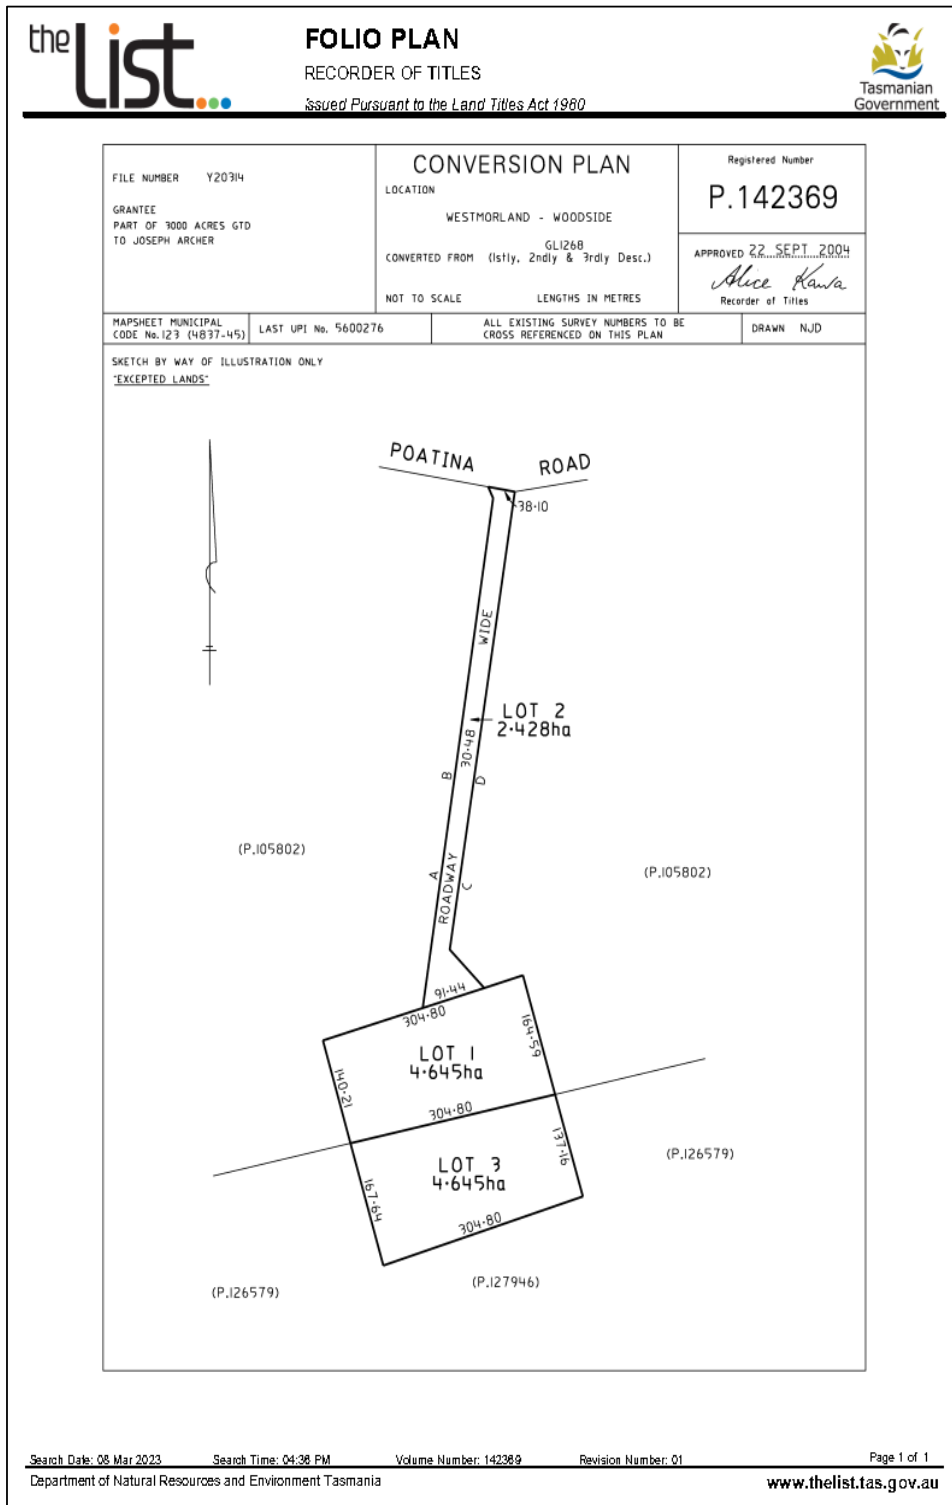 the List...
FOLIO PLAN
RECORDER OF TITLES
Issued Pursuant to the Land Titles Act 1980
Tasmanian
Government
FILE NUMBER Y20314
GRANTEE
PART OF 3000 ACRES GTD
TO JOSEPH ARCHER
CONVERSION PLAN
LOCATION
WESTMORLAND - WOODSIDE
GL1268
CONVERTED FROM (1stly, 2ndly & 3rdly Desc.)
NOT TO SCALE LENGTHS IN METRES
Registered Number
P.142369
APPROVED 22 SEPT 2004
Alice Kawa
Recorder of Titles
MAPSHEET MUNICIPAL
CODE No.123 (4837-45)
LAST UPI No. 5600276
ALL EXISTING SURVEY NUMBERS TO BE
CROSS REFERENCED ON THIS PLAN
DRAWN NJD
SKETCH BY WAY OF ILLUSTRATION ONLY
"EXCEPTED LANDS"
POATINA ROAD
38·10
WIDE
LOT 2
2·428ha
30·48
B
D
(P.105802)
A
ROADWAY
C
(P.105802)
91·44
304·80
164·59
LOT 1
4·645ha
140·21
304·80
137·16
(P.126579)
LOT 3
4·645ha
167·64
304·80
(P.127946)
(P.126579)
Search Date: 08 Mar 2023 Search Time: 04:36 PM Volume Number: 142369 Revision Number: 01 Page 1 of 1
Department of Natural Resources and Environment Tasmania www.thelist.tas.gov.au